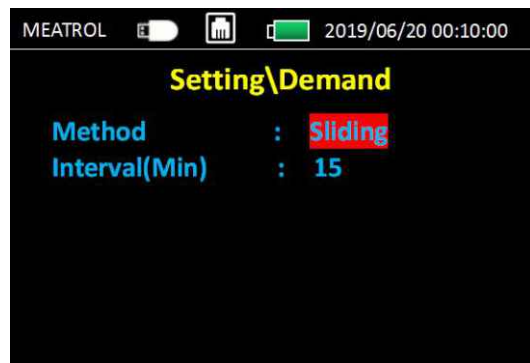 MEATROL 2019/06/20 00:10:00
Setting\Demand
Method : Sliding
Interval(Min) : 15